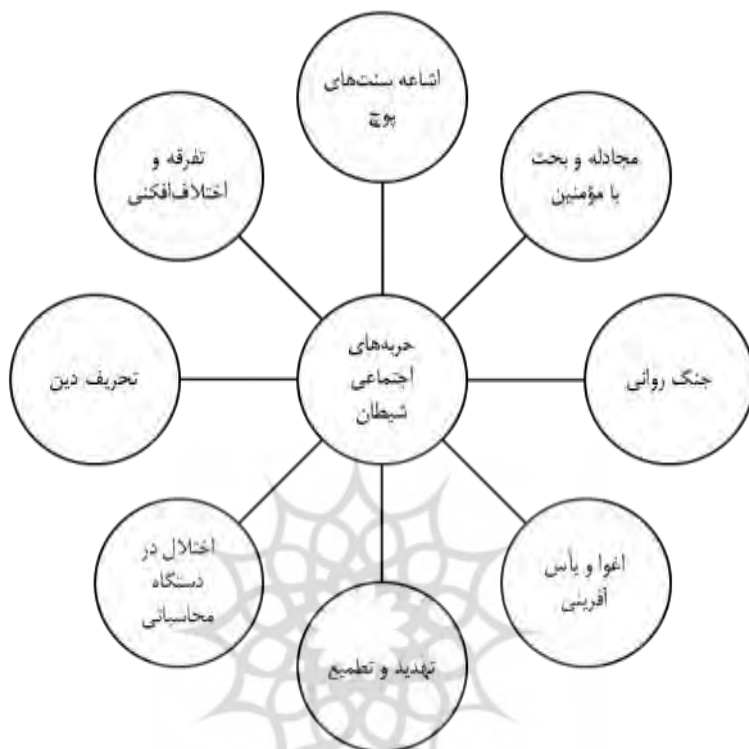 اشاعه سنت‌های
پوچ
مجادله و بحث
با مؤمنین
جنگ روانی
اغوا و یأس
آفرینی
تهدید و تطمیع
اختلال در
دستگاه
محاسباتی
تحریف دین
تفرقه و
اختلاف‌افکنی
حربه‌های
اجتماعی
شیطان